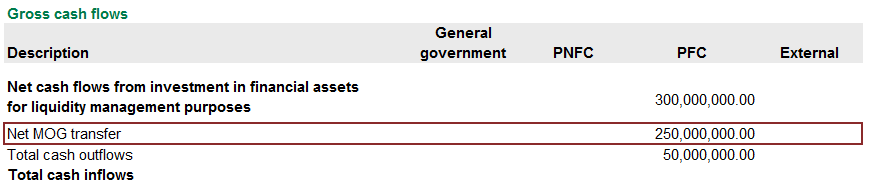 Gross cash flows
General
Description government PNFC PFC External
Net cash flows from investment in financial assets
for liquidity management purposes 300,000,000.00
Net MOG transfer 250,000,000.00
Total cash outflows 50,000,000.00
Total cash inflows